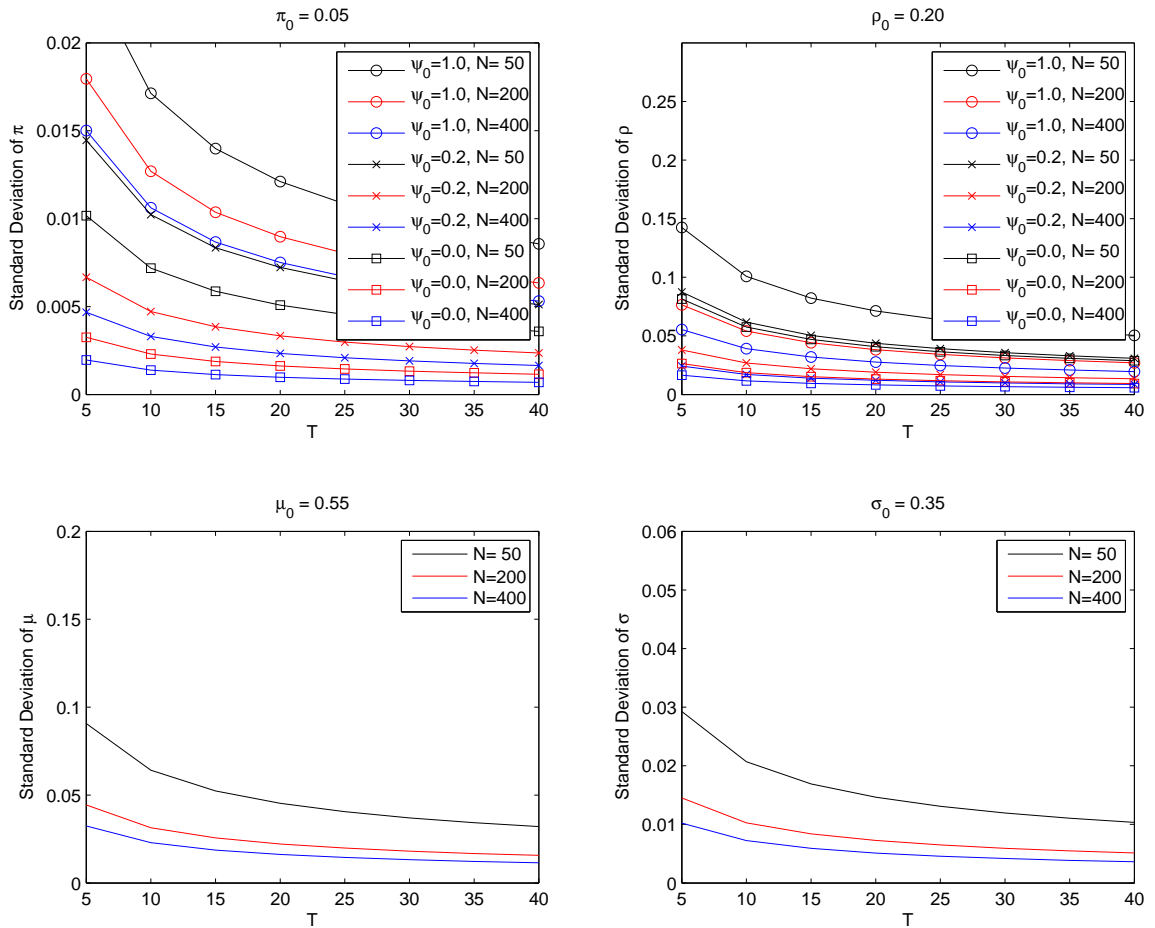 π₀ = 0.05
Standard Deviation of π
0.02
0.015
0.01
0.005
0
5 10 15 20 25 30 35 40
T
ψ₀=1.0, N= 50
ψ₀=1.0, N=200
ψ₀=1.0, N=400
ψ₀=0.2, N= 50
ψ₀=0.2, N=200
ψ₀=0.2, N=400
ψ₀=0.0, N= 50
ψ₀=0.0, N=200
ψ₀=0.0, N=400
ρ₀ = 0.20
Standard Deviation of ρ
0.25
0.2
0.15
0.1
0.05
0
5 10 15 20 25 30 35 40
T
ψ₀=1.0, N= 50
ψ₀=1.0, N=200
ψ₀=1.0, N=400
ψ₀=0.2, N= 50
ψ₀=0.2, N=200
ψ₀=0.2, N=400
ψ₀=0.0, N= 50
ψ₀=0.0, N=200
ψ₀=0.0, N=400
μ₀ = 0.55
Standard Deviation of μ
0.2
0.15
0.1
0.05
0
5 10 15 20 25 30 35 40
T
N= 50
N=200
N=400
σ₀ = 0.35
Standard Deviation of σ
0.06
0.05
0.04
0.03
0.02
0.01
0
5 10 15 20 25 30 35 40
T
N= 50
N=200
N=400